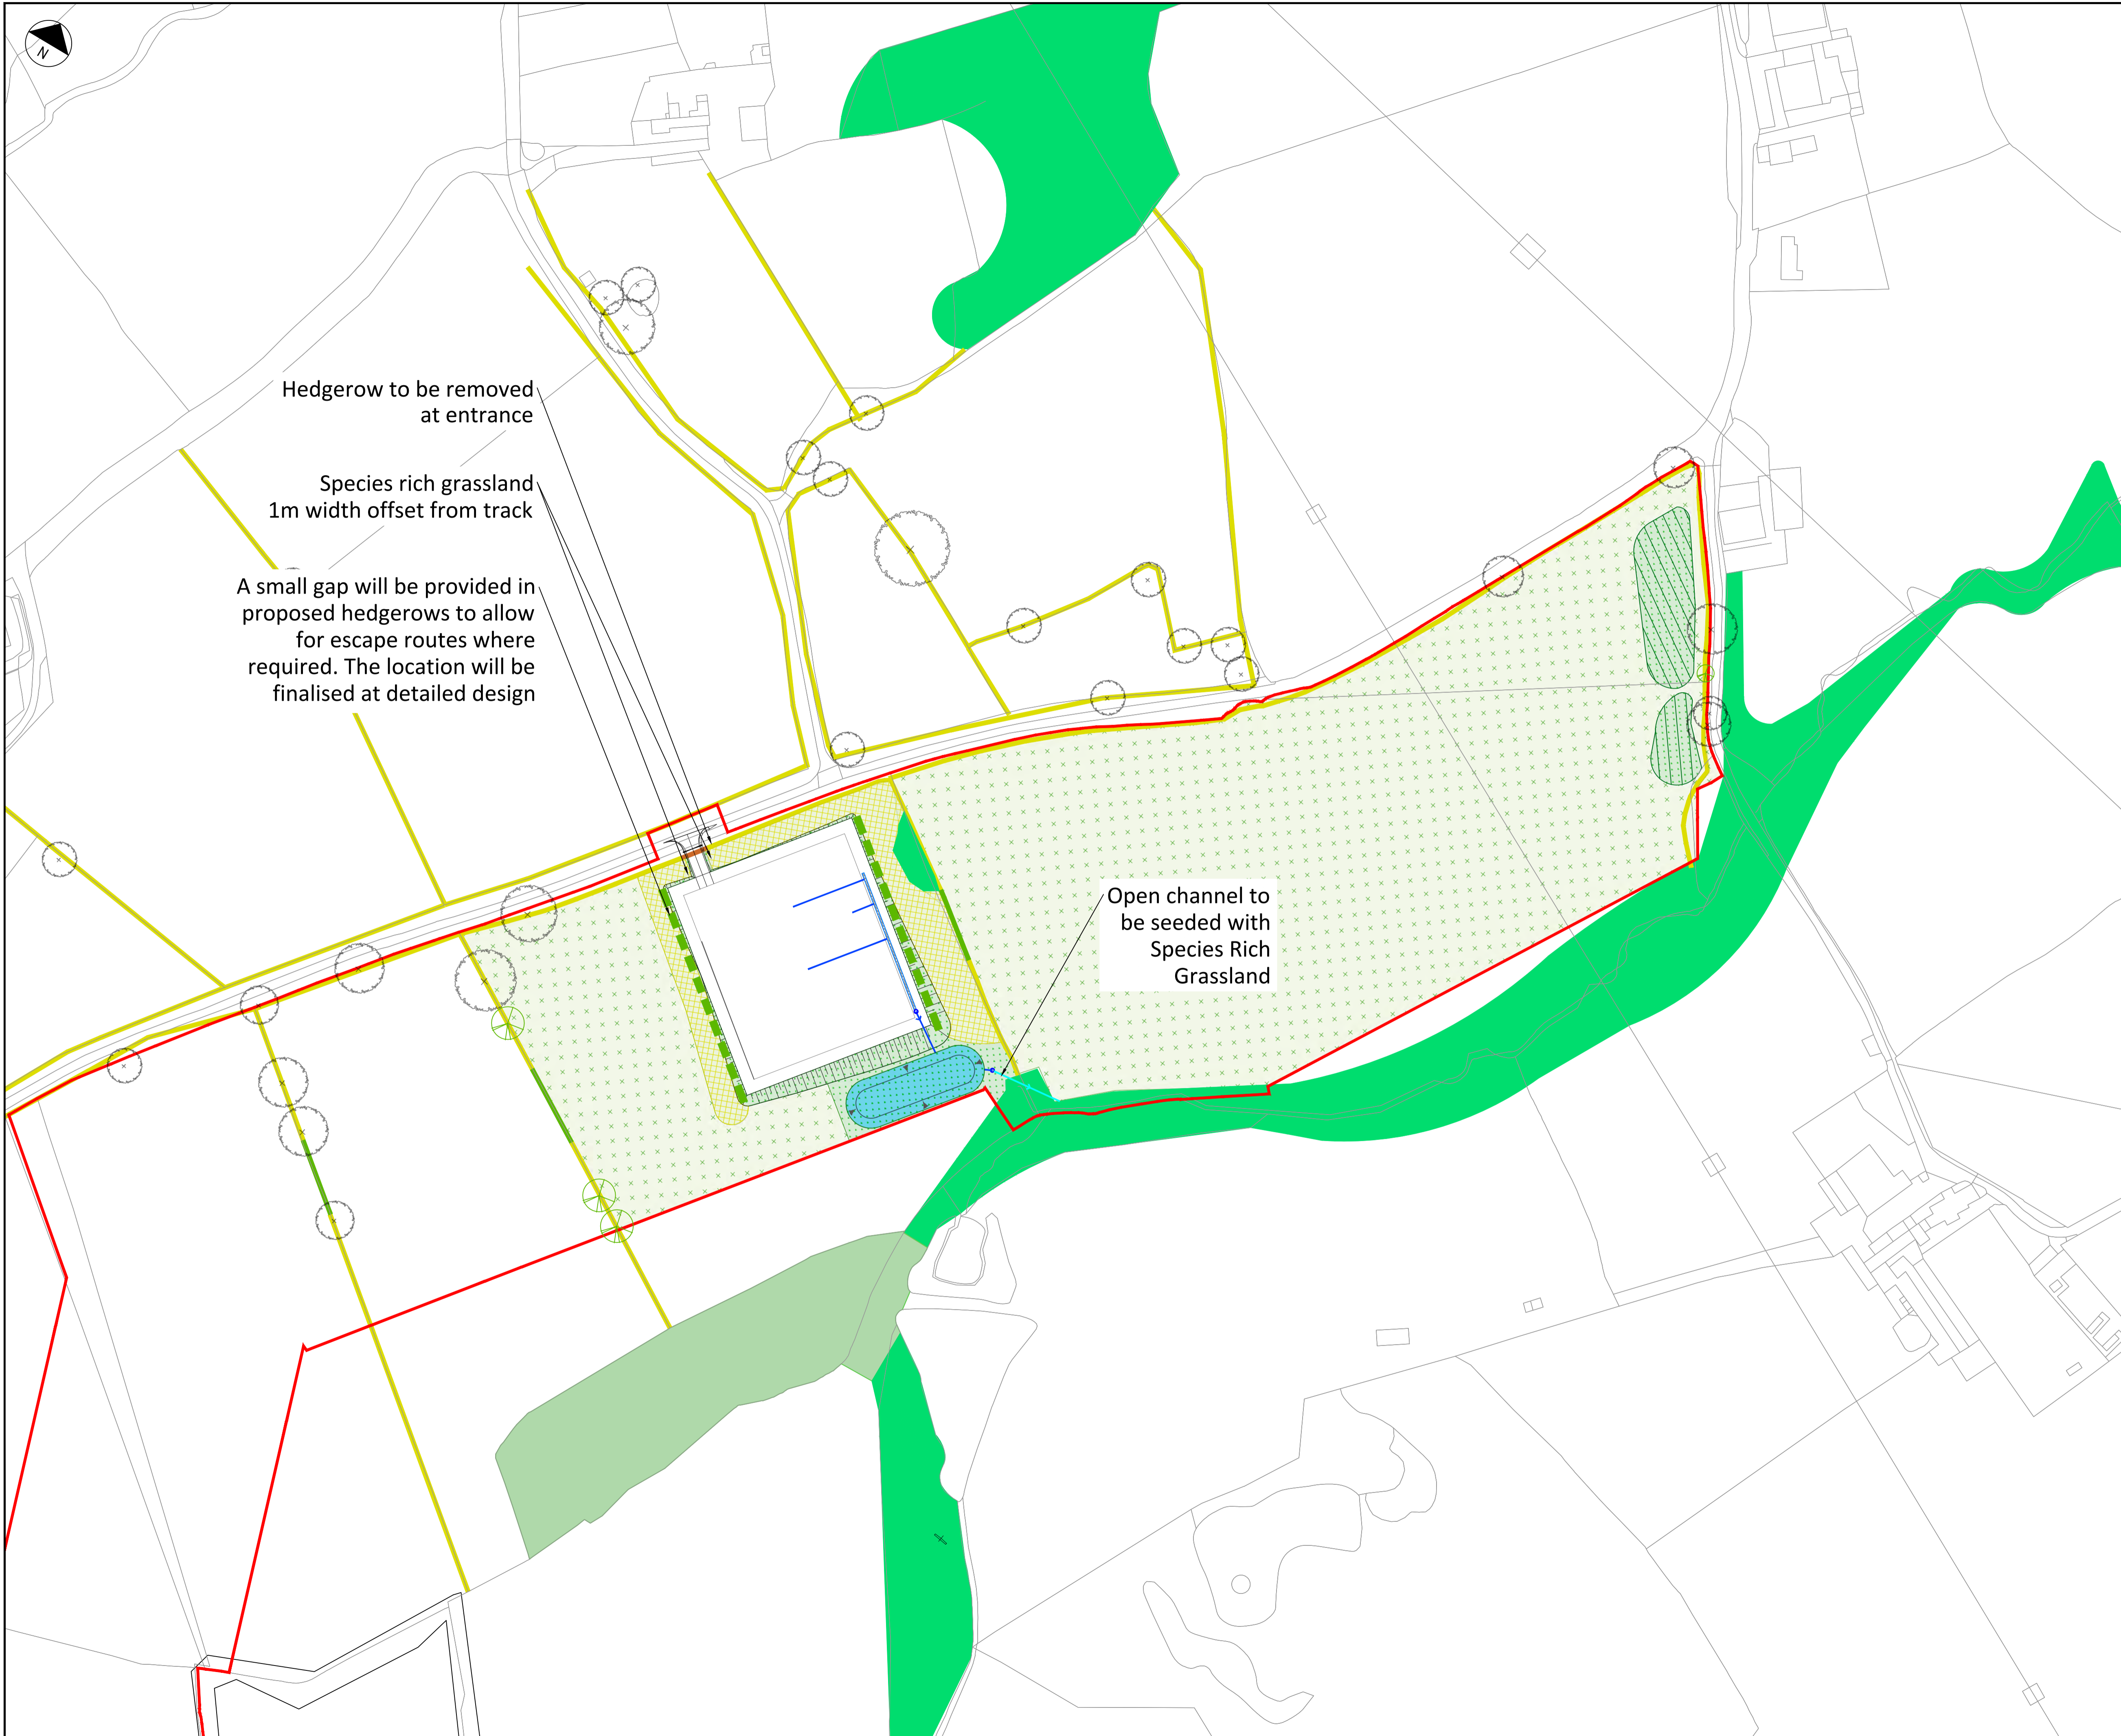 N
Hedgerow to be removed
at entrance
Species rich grassland
1m width offset from track
A small gap will be provided in
proposed hedgerows to allow
for escape routes where
required. The location will be
finalised at detailed design
Open channel to
be seeded with
Species Rich
Grassland